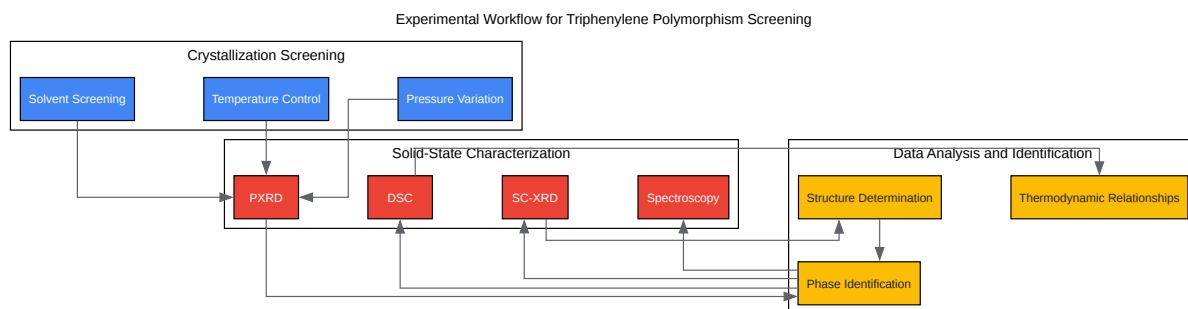 Experimental Workflow for Triphenylene Polymorphism Screening
Crystallization Screening
Solvent Screening
Temperature Control
Pressure Variation
Solid-State Characterization
Data Analysis and Identification
PXRD
DSC
SC-XRD
Spectroscopy
Structure Determination
Thermodynamic Relationships
Phase Identification